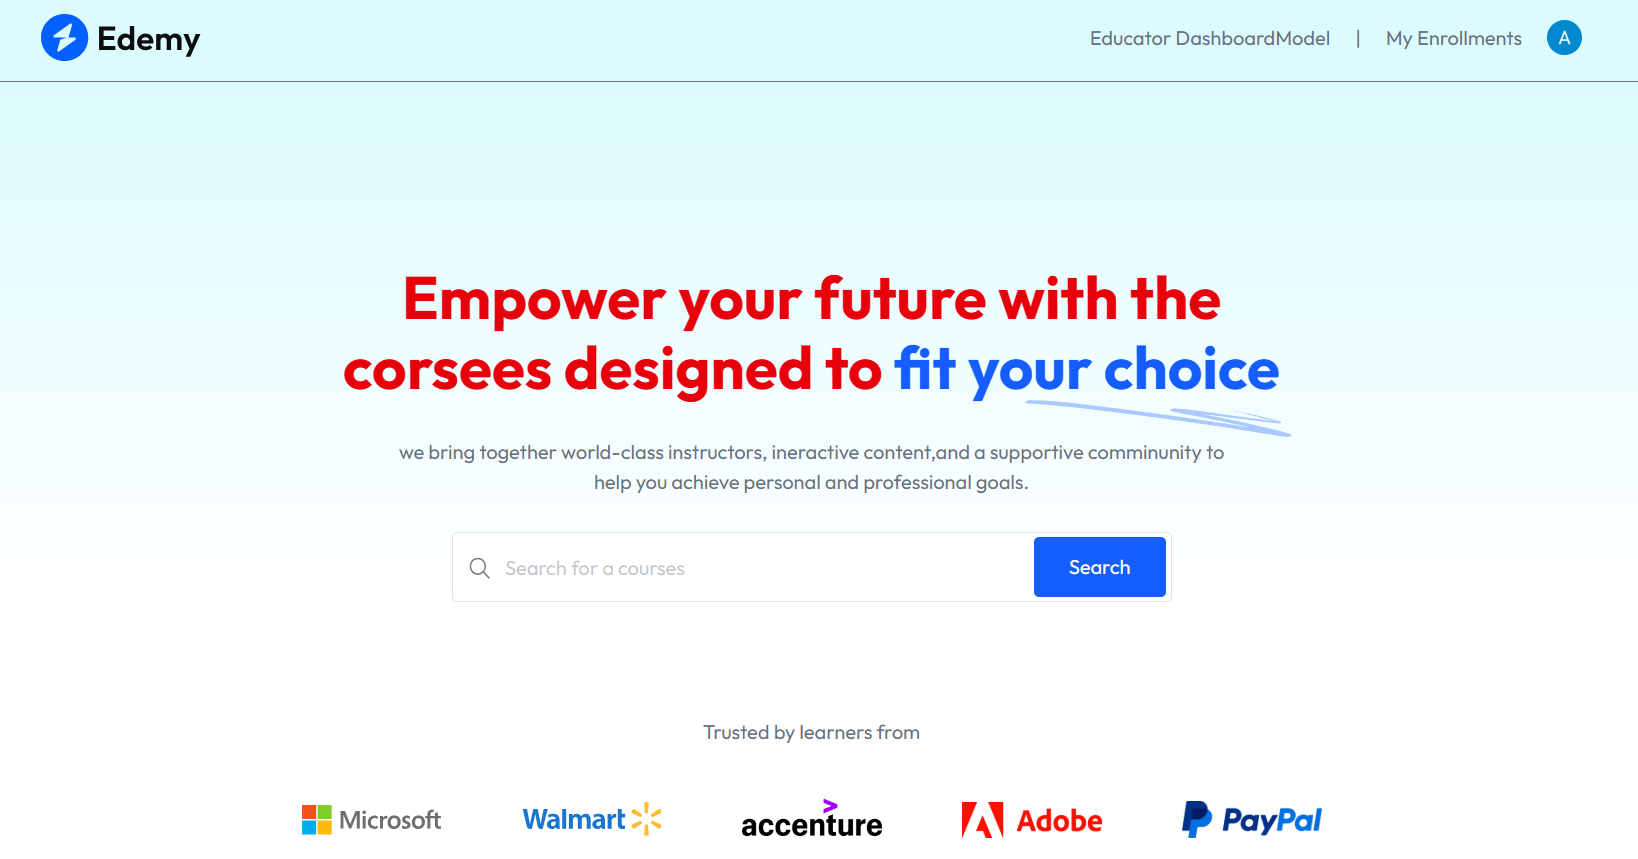 Edemy
Educator DashboardModel | My Enrollments A
Empower your future with the
corsees designed to fit your choice
we bring together world-class instructors, ineractive content,and a supportive comminunity to
help you achieve personal and professional goals.
Search for a courses Search
Trusted by learners from
Microsoft Walmart accenture Adobe PayPal